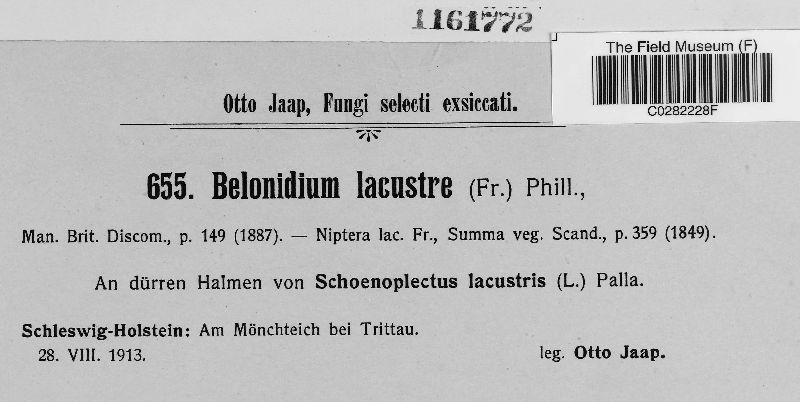 1161772
The Field Museum (F)
C0282228F
Otto Jaap, Fungi selecti exsiccati.
655. Belonidium lacustre (Fr.) Phill.,
Man. Brit. Discom., p. 149 (1887). — Niptera lac. Fr., Summa veg. Scand., p. 359 (1849).
An dürren Halmen von Schoenoplectus lacustris (L.) Palla.
Schleswig-Holstein: Am Mönchteich bei Trittau.
28. VIII. 1913. leg. Otto Jaap.